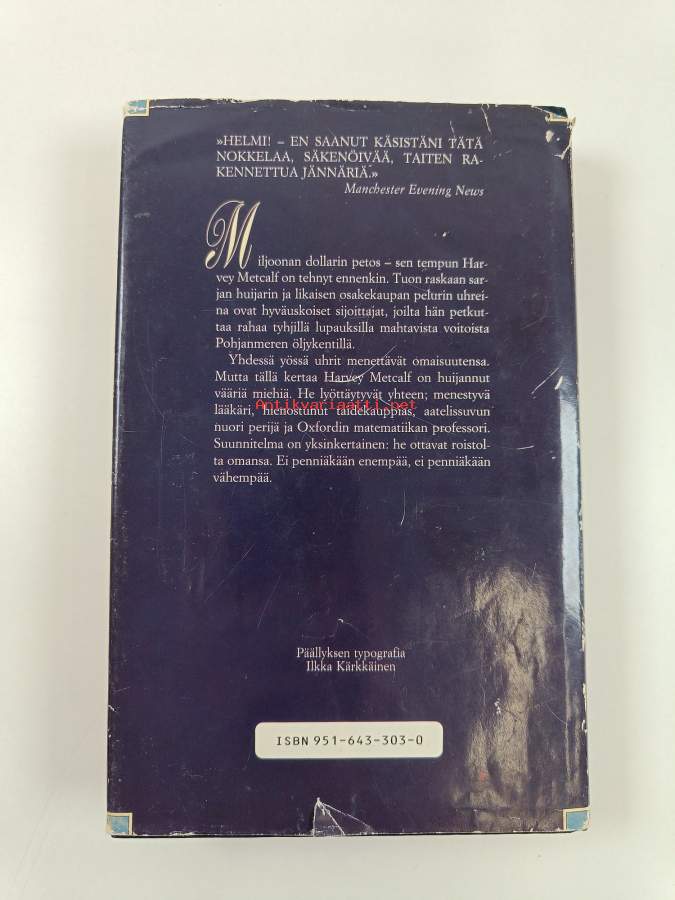 »HELMI! – EN SAANUT KÄSISTÄNI TÄTÄ
NOKKELAA, SÄKENÖIVÄÄ, TAITEN RA-
KENNETTUA JÄNNÄRIÄ.»
Manchester Evening News
Miljoonan dollarin petos – sen tempun Har-
vey Metcalf on tehnyt ennenkin. Tuon raskaan sar-
jan huijarin ja likaisen osakekaupan pelurin uhrei-
na ovat hyväuskoiset sijoittajat, joilta hän petkut-
taa rahaa tyhjillä lupauksilla mahtavista voitoista
Pohjanmeren öljykentillä.
Yhdessä yössä uhrit menettävät omaisuutensa.
Mutta tällä kertaa Harvey Metcalf on huijannut
vääriä miehiä. He lyöttäytyvät yhteen; menestyvä
Antikvariaatti.net
lääkäri, hienostunut taidekauppias, aatelissuvun
nuori perijä ja Oxfordin matematiikan professori.
Suunnitelma on yksinkertainen: he ottavat roistol-
ta omansa. Ei penniäkään enempää, ei penniäkään
vähempää.
Päällyksen typografia
Ilkka Kärkkäinen
ISBN 951-643-303-0